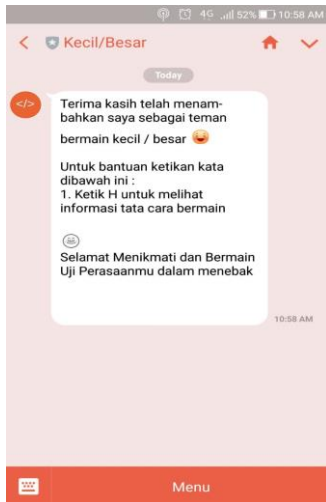 4G 52% 10:58 AM
Kecil/Besar
Today
</>
Terima kasih telah menam-
bahkan saya sebagai teman
bermain kecil / besar
Untuk bantuan ketikan kata
dibawah ini :
1. Ketik H untuk melihat
informasi tata cara bermain
Selamat Menikmati dan Bermain
Uji Perasaanmu dalam menebak
10:58 AM
Menu